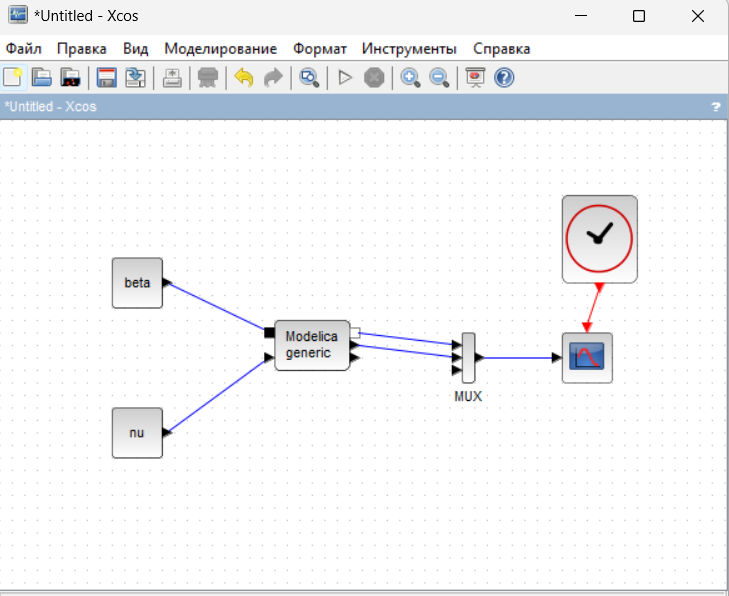 *Untitled - Xcos
Файл Правка Вид Моделирование Формат Инструменты Справка
*Untitled - Xcos ?
beta
Modelica
generic
MUX
nu